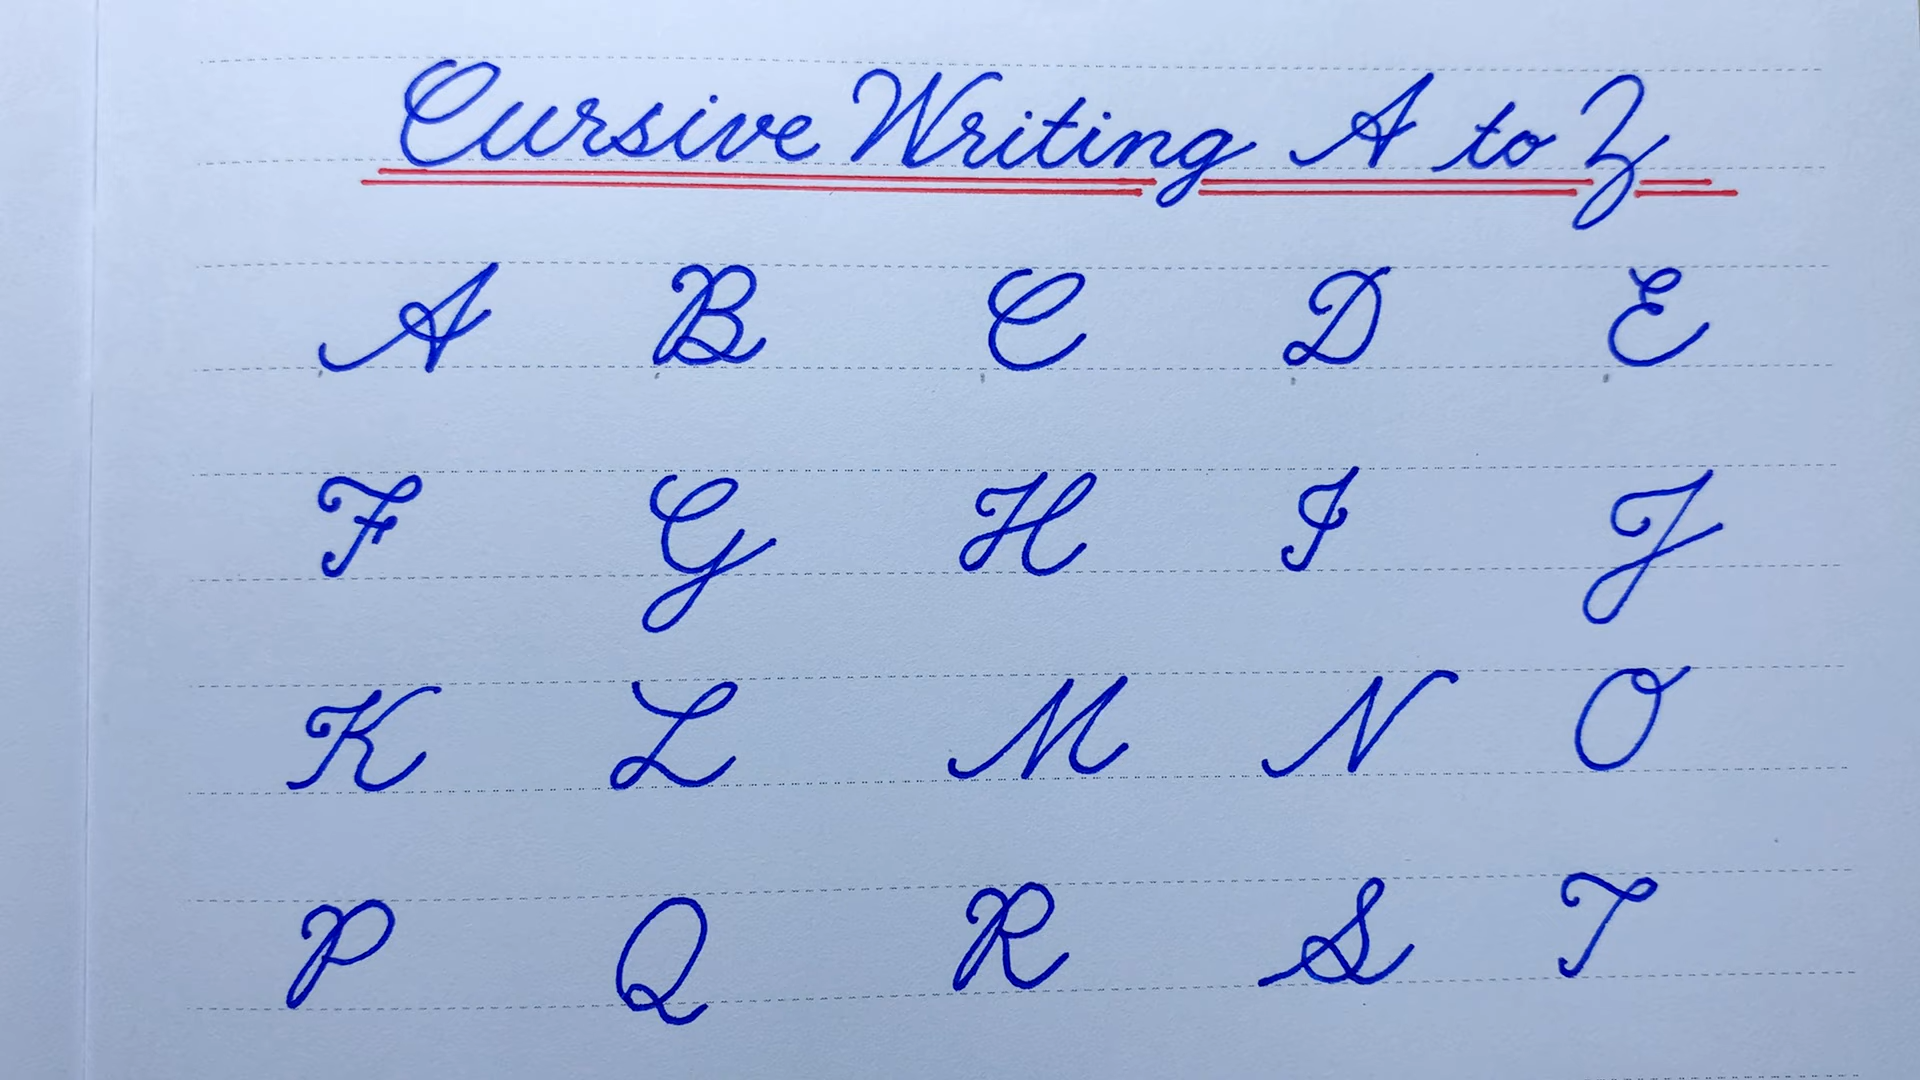 Cursive Writing A to Z
A B C D E
F G H I J
K L M N O
P Q R S T